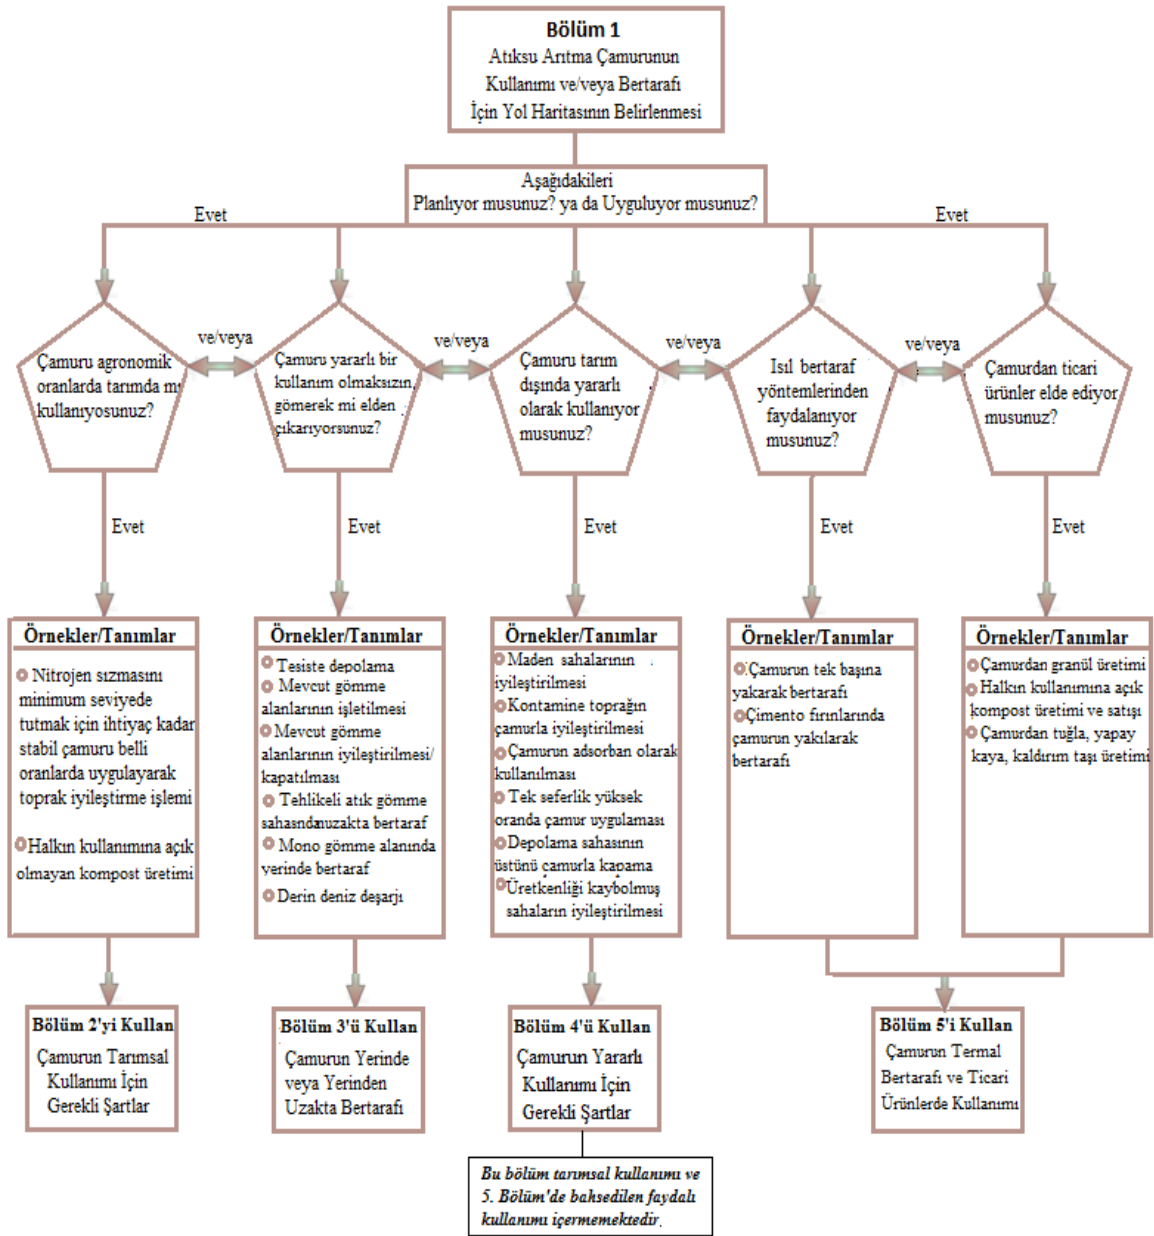 Bölüm 1
Atıksu Arıtma Çamurunun
Kullanımı ve/veya Bertarafı
İçin Yol Haritasının Belirlenmesi
Aşağıdakileri
Planlıyor musunuz? ya da Uyguluyor musunuz?
Evet
Evet
Çamuru agronomik
oranlarda tarımda mı
kullanıyosunuz?
ve/veya
Çamuru yararlı bir
kullanım olmaksızın,
gömerek mi elden
çıkarıyorsunuz?
ve/veya
Çamuru tarım
dışında yararlı
olarak kullanıyor
musunuz?
ve/veya
Isıl bertaraf
yöntemlerinden
faydalanıyor
musunuz?
ve/veya
Çamurdan ticari
ürünler elde ediyor
musunuz?
Evet
Evet
Evet
Evet
Evet
Örnekler/Tanımlar
Nitrojen sızmasını
minimum seviyede
tutmak için ihtiyaç kadar
stabil çamuru belli
oranlarda uygulayarak
toprak iyileştirme işlemi
Halkın kullanımına açık
olmayan kompost üretimi
Örnekler/Tanımlar
Tesiste depolama
Mevcut gömme
alanlarının işletilmesi
Mevcut gömme
alanlarının iyileştirilmesi/
kapatılması
Tehlikeli atık gömme
sahasndauzakta bertaraf
Mono gömme alanında
yerinde bertaraf
Derin deniz deşarjı
Örnekler/Tanımlar
Maden sahalarının
iyileştirilmesi
Kontamine toprağın
çamurla iyileştirilmesi
Çamurun adsorban olarak
kullanılması
Tek seferlik yüksek
oranda çamur uygulaması
Depolama sahasının
üstünü çamurla kapama
Üretkenliği kaybolmuş
sahaların iyileştirilmesi
Örnekler/Tanımlar
Çamurun tek başına
yakarak bertarafı
Çimento fırınlarında
çamurun yakılarak
bertarafı
Örnekler/Tanımlar
Çamurdan granül üretimi
Halkın kullanımına açık
kompost üretimi ve satışı
Çamurdan tuğla, yapay
kaya, kaldırım taşı üretimi
Bölüm 2'yi Kullan
Çamurun Tarımsal
Kullanımı İçin
Gerekli Şartlar
Bölüm 3'ü Kullan
Çamurun Yerinde
veya Yerinden
Uzakta Bertarafı
Bölüm 4'ü Kullan
Çamurun Yararlı
Kullanımı İçin
Gerekli Şartlar
Bölüm 5'i Kullan
Çamurun Termal
Bertarafı ve Ticari
Ürünlerde Kullanımı
Bu bölüm tarımsal kullanımı ve
5. Bölüm'de bahsedilen faydalı
kullanımı içermemektedir.